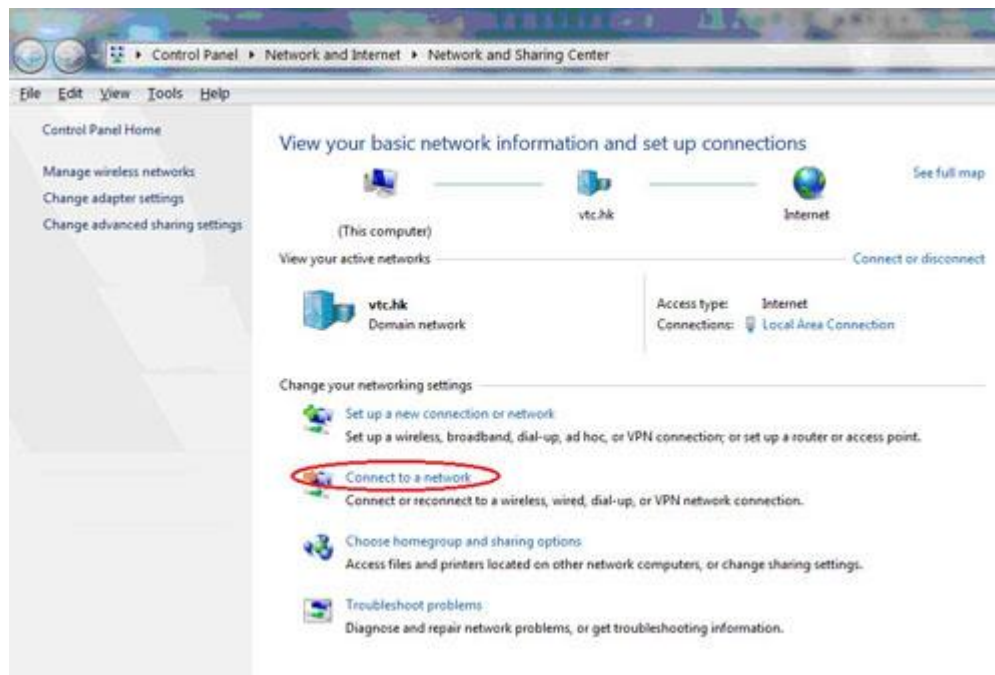 Control Panel ▸ Network and Internet ▸ Network and Sharing Center
File Edit View Tools Help
Control Panel Home
Manage wireless networks
Change adapter settings
Change advanced sharing settings
View your basic network information and set up connections
See full map
(This computer)
vtc.hk
Internet
View your active networks
Connect or disconnect
vtc.hk
Domain network
Access type: Internet
Connections: Local Area Connection
Change your networking settings
Set up a new connection or network
Set up a wireless, broadband, dial-up, ad hoc, or VPN connection; or set up a router or access point.
Connect to a network
Connect or reconnect to a wireless, wired, dial-up, or VPN network connection.
Choose homegroup and sharing options
Access files and printers located on other network computers, or change sharing settings.
Troubleshoot problems
Diagnose and repair network problems, or get troubleshooting information.